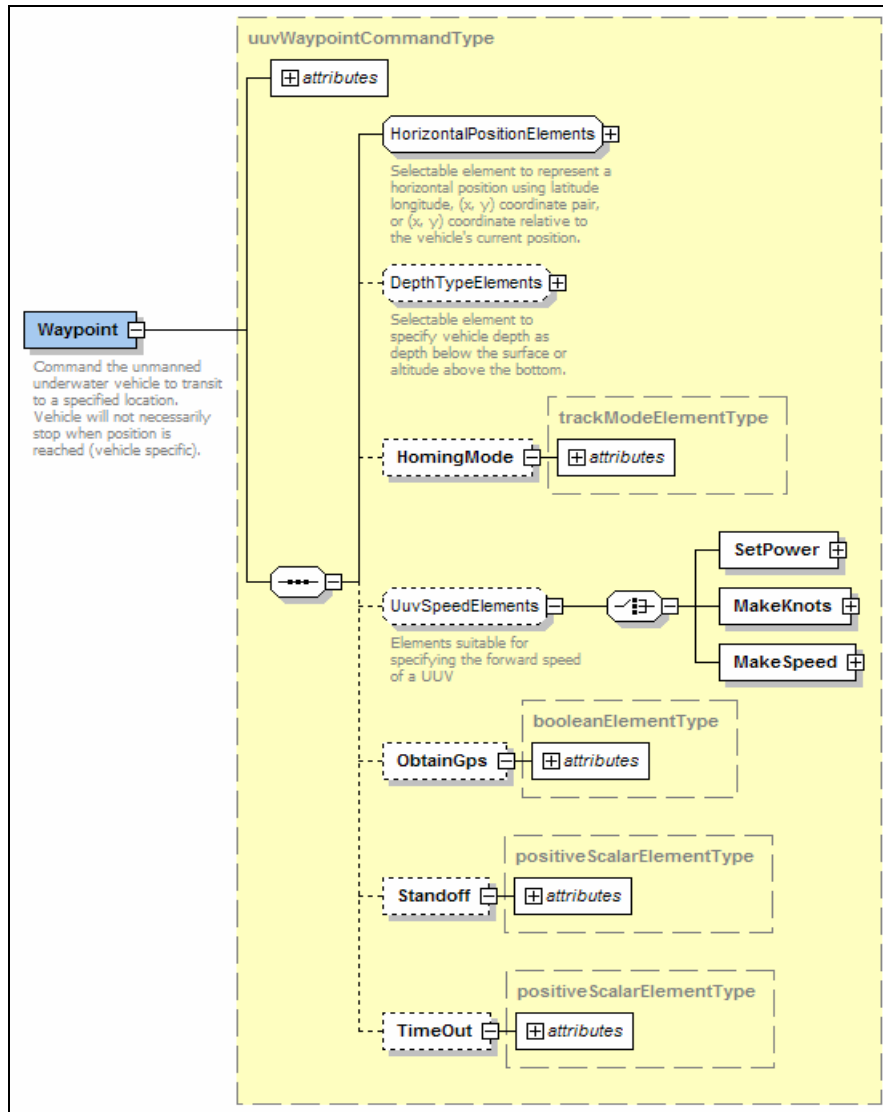 uuvWaypointCommandType
attributes
HorizontalPositionElements
Selectable element to represent a
horizontal position using latitude
longitude, (x, y) coordinate pair,
or (x, y) coordinate relative to
the vehicle's current position.
DepthTypeElements
Selectable element to
specify vehicle depth as
depth below the surface or
altitude above the bottom.
Waypoint
Command the unmanned
underwater vehicle to transit
to a specified location.
Vehicle will not necessarily
stop when position is
reached (vehicle specific).
trackModeElementType
HomingMode
attributes
SetPower
UuvSpeedElements
MakeKnots
Elements suitable for
specifying the forward speed
of a UUV
MakeSpeed
booleanElementType
ObtainGps
attributes
positiveScalarElementType
Standoff
attributes
positiveScalarElementType
TimeOut
attributes